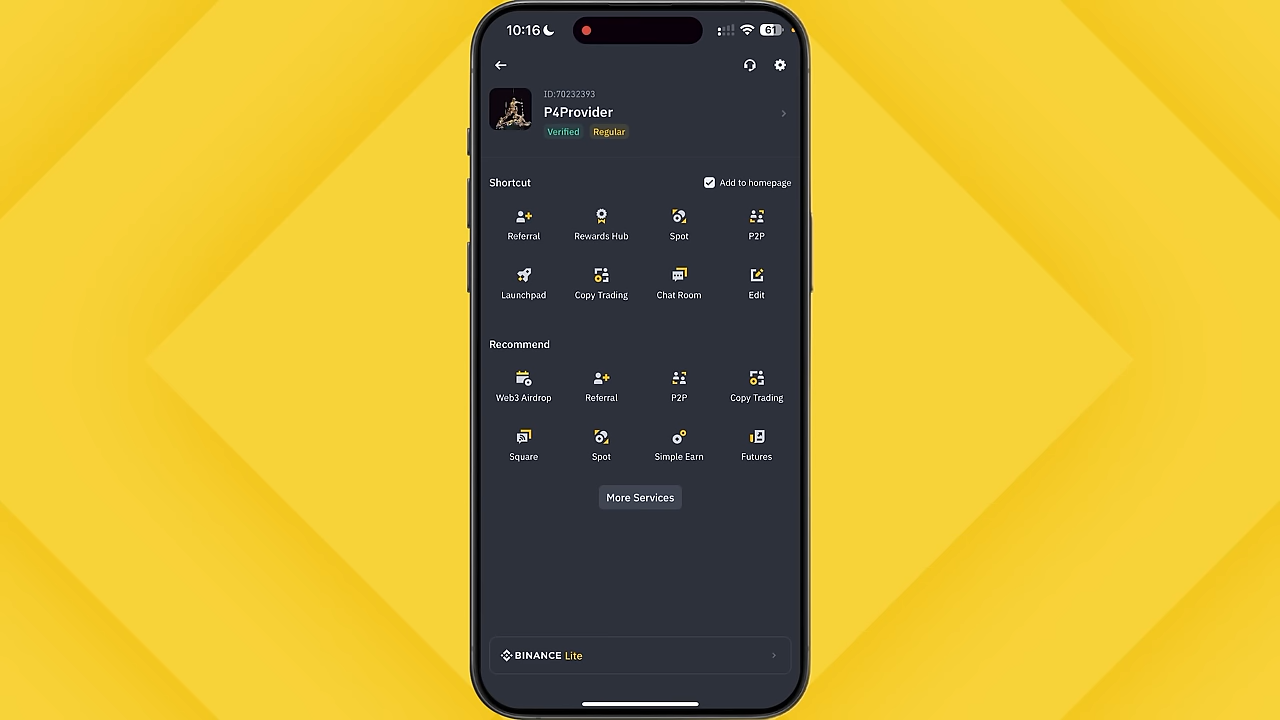 10:16
61
ID:70232393
P4Provider
Verified Regular
Shortcut
Add to homepage
Referral Rewards Hub Spot P2P
Launchpad Copy Trading Chat Room Edit
Recommend
Web3 Airdrop Referral P2P Copy Trading
Square Spot Simple Earn Futures
More Services
BINANCE Lite